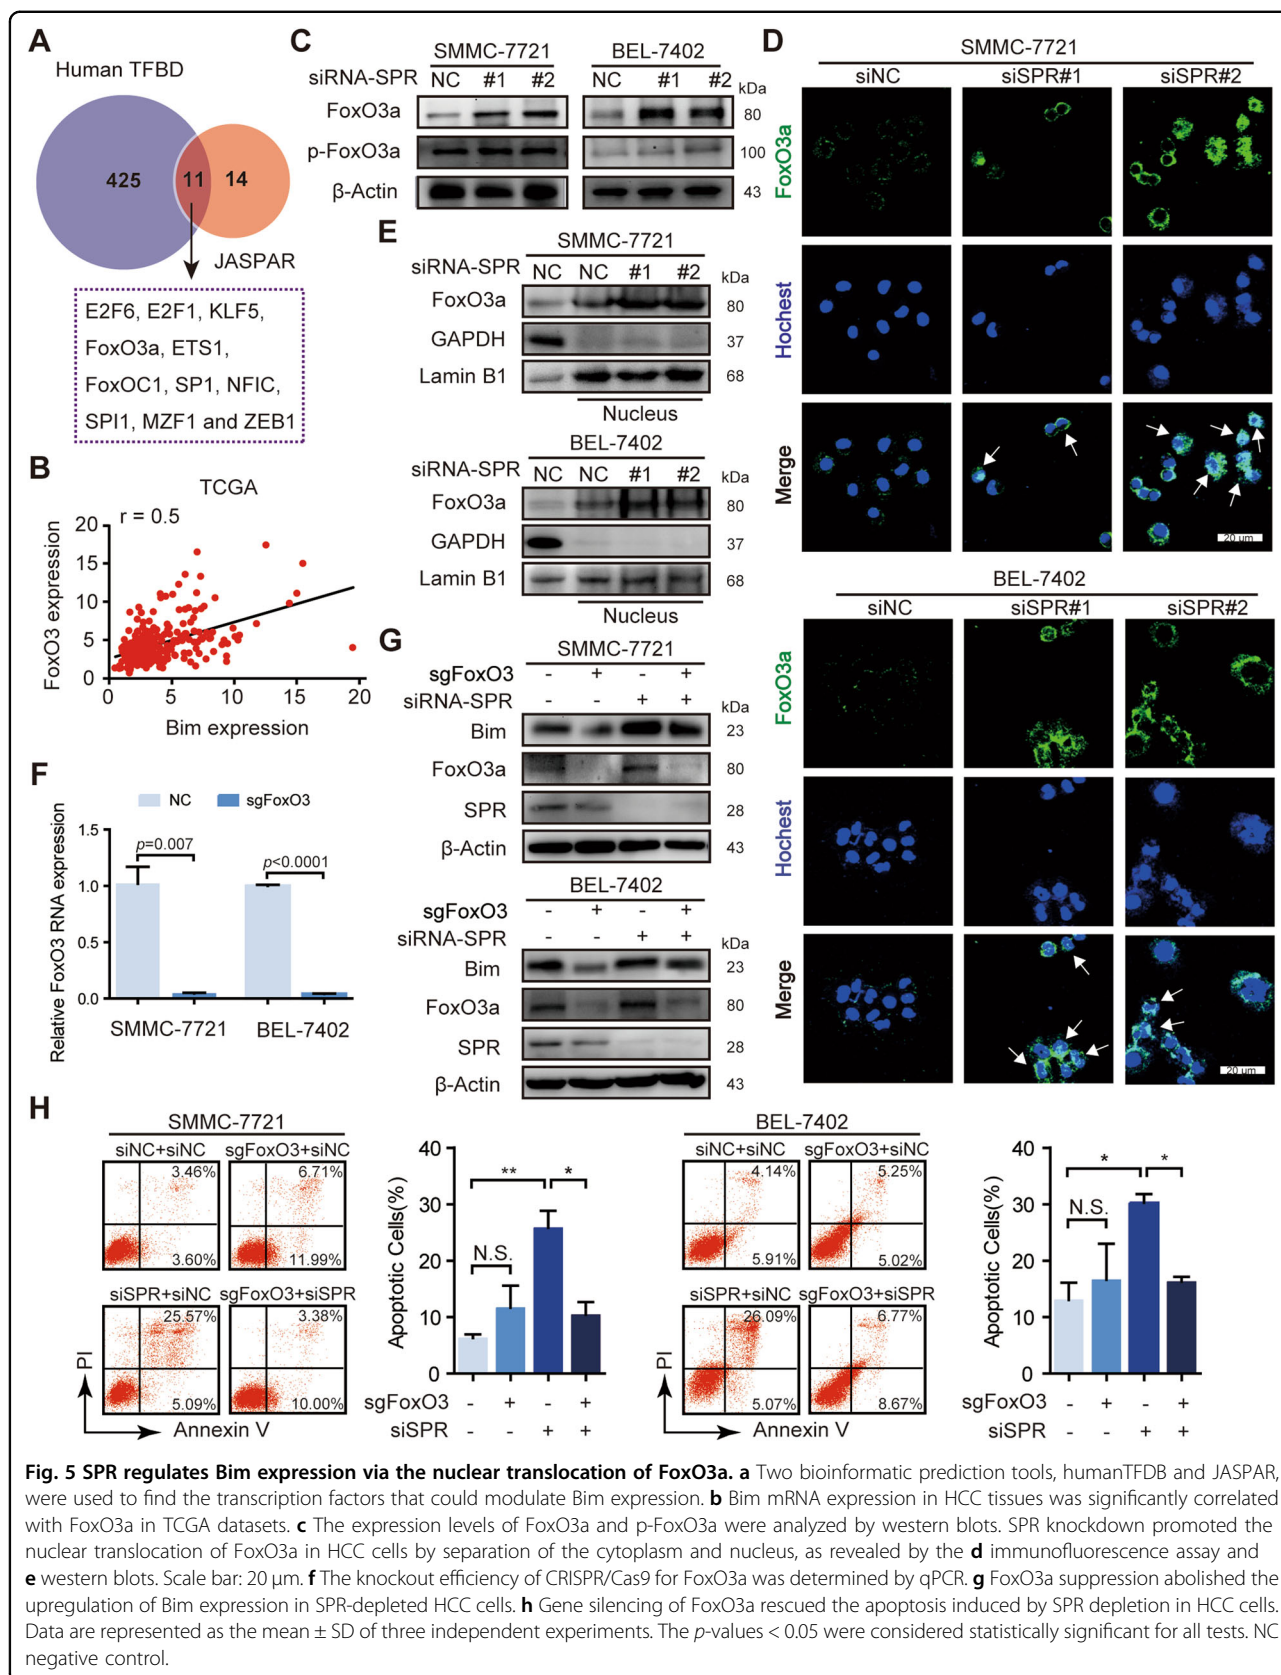 A
Human TFBD
425
11
14
JASPAR
E2F6, E2F1, KLF5,
FoxO3a, ETS1,
FoxOC1, SP1, NFIC,
SPI1, MZF1 and ZEB1
B
TCGA
r = 0.5
FoxO3 expression
20
15
10
5
0
0 5 10 15 20
Bim expression
C
SMMC-7721 BEL-7402
siRNA-SPR NC #1 #2 NC #1 #2 kDa
FoxO3a 80
p-FoxO3a 100
β-Actin 43
D
SMMC-7721
siNC siSPR#1 siSPR#2
FoxO3a
Hochest
Merge
20 um
BEL-7402
siNC siSPR#1 siSPR#2
FoxO3a
Hochest
Merge
20 um
E
SMMC-7721
siRNA-SPR NC NC #1 #2 kDa
FoxO3a 80
GAPDH 37
Lamin B1 68
Nucleus
BEL-7402
siRNA-SPR NC NC #1 #2 kDa
FoxO3a 80
GAPDH 37
Lamin B1 68
Nucleus
F
NC sgFoxO3
Relative FoxO3 RNA expression
1.5
1.0
0.5
0.0
p=0.007
p<0.0001
SMMC-7721 BEL-7402
G
SMMC-7721
sgFoxO3 - + - +
siRNA-SPR - - + + kDa
Bim 23
FoxO3a 80
SPR 28
β-Actin 43
BEL-7402
sgFoxO3 - + - +
siRNA-SPR - - + + kDa
Bim 23
FoxO3a 80
SPR 28
β-Actin 43
H
SMMC-7721
siNC+siNC sgFoxO3+siNC
3.46% 6.71%
3.60% 11.99%
siSPR+siNC sgFoxO3+siSPR
25.57% 3.38%
5.09% 10.00%
PI
Annexin V
Apoptotic Cells(%)
40
30
20
10
0
N.S.
**
*
sgFoxO3 - + - +
siSPR - - + +
BEL-7402
siNC+siNC sgFoxO3+siNC
4.14% 5.25%
5.91% 5.02%
siSPR+siNC sgFoxO3+siSPR
26.09% 6.77%
5.07% 8.67%
PI
Annexin V
Apoptotic Cells(%)
40
30
20
10
0
N.S.
*
*
sgFoxO3 - + - +
siSPR - - + +
Fig. 5 SPR regulates Bim expression via the nuclear translocation of FoxO3a. a Two bioinformatic prediction tools, humanTFDB and JASPAR,
were used to find the transcription factors that could modulate Bim expression. b Bim mRNA expression in HCC tissues was significantly correlated
with FoxO3a in TCGA datasets. c The expression levels of FoxO3a and p-FoxO3a were analyzed by western blots. SPR knockdown promoted the
nuclear translocation of FoxO3a in HCC cells by separation of the cytoplasm and nucleus, as revealed by the d immunofluorescence assay and
e western blots. Scale bar: 20 μm. f The knockout efficiency of CRISPR/Cas9 for FoxO3a was determined by qPCR. g FoxO3a suppression abolished the
upregulation of Bim expression in SPR-depleted HCC cells. h Gene silencing of FoxO3a rescued the apoptosis induced by SPR depletion in HCC cells.
Data are represented as the mean ± SD of three independent experiments. The p-values < 0.05 were considered statistically significant for all tests. NC
negative control.